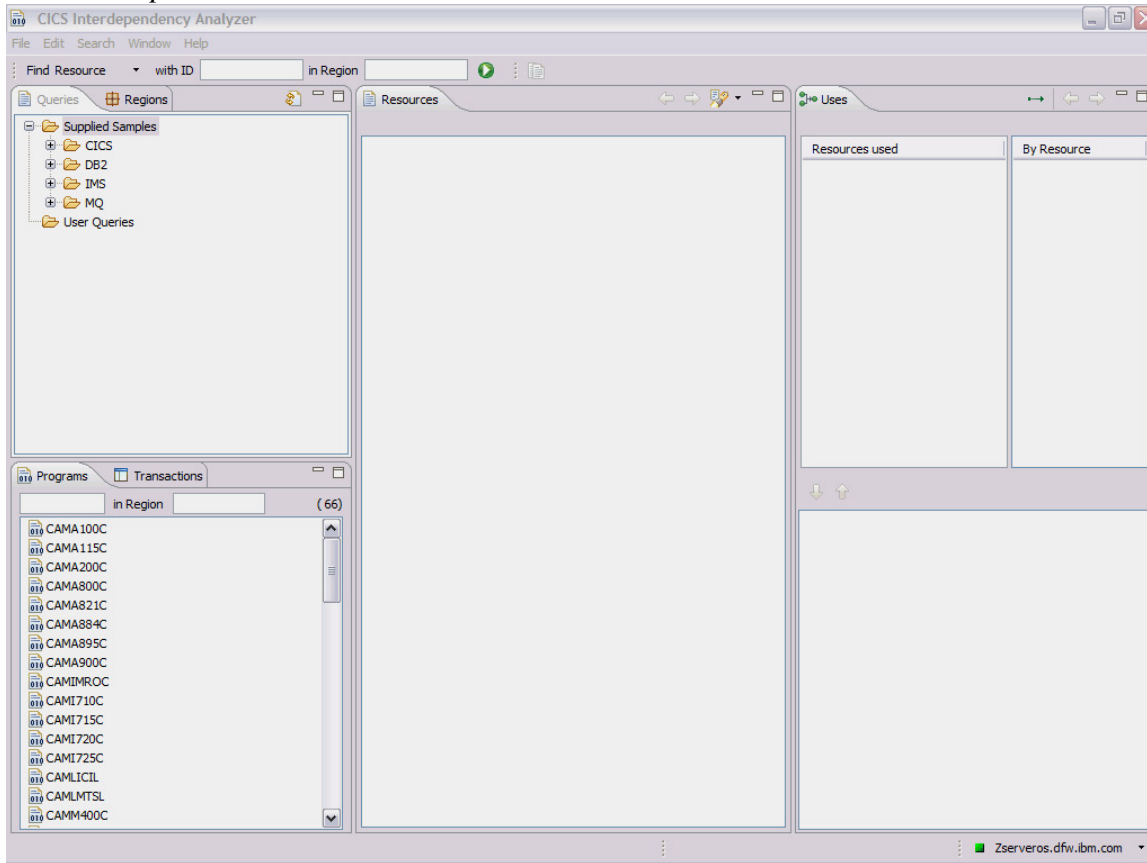 CICS Interdependency Analyzer
File Edit Search Window Help
Find Resource with ID in Region
Queries Regions
Supplied Samples
CICS
DB2
IMS
MQ
User Queries
Resources
Uses
Resources used By Resource
Programs Transactions
in Region (66)
CAMA100C
CAMA115C
CAMA200C
CAMA800C
CAMA821C
CAMA884C
CAMA895C
CAMA900C
CAMIMROC
CAMI710C
CAMI715C
CAMI720C
CAMI725C
CAMLICIL
CAMLMTSL
CAMM400C
Zserveros.dfw.ibm.com